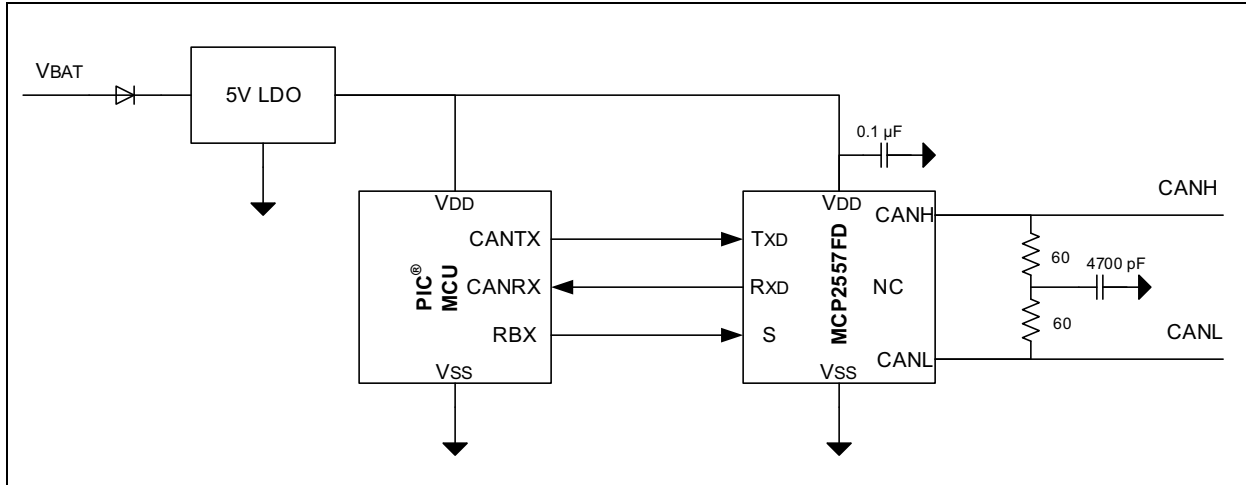 VBAT
5V LDO
0.1 µF
VDD
CANTX
CANRX
RBX
VSS
PIC®
MCU
VDD
TXD
RXD
S
VSS
MCP2557FD
CANH
NC
CANL
CANH
60
4700 pF
60
CANL